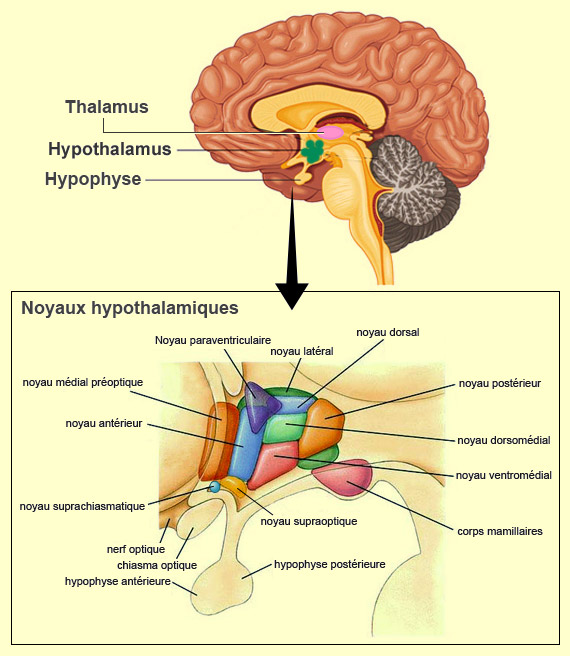 Thalamus
Hypothalamus
Hypophyse
Noyaux hypothalamiques
noyau dorsal
Noyau paraventriculaire
noyau latéral
noyau médial préoptique
noyau postérieur
noyau antérieur
noyau dorsomédial
noyau ventromédial
noyau suprachiasmatique
noyau supraoptique
corps mamillaires
nerf optique
chiasma optique
hypophyse postérieure
hypophyse antérieure